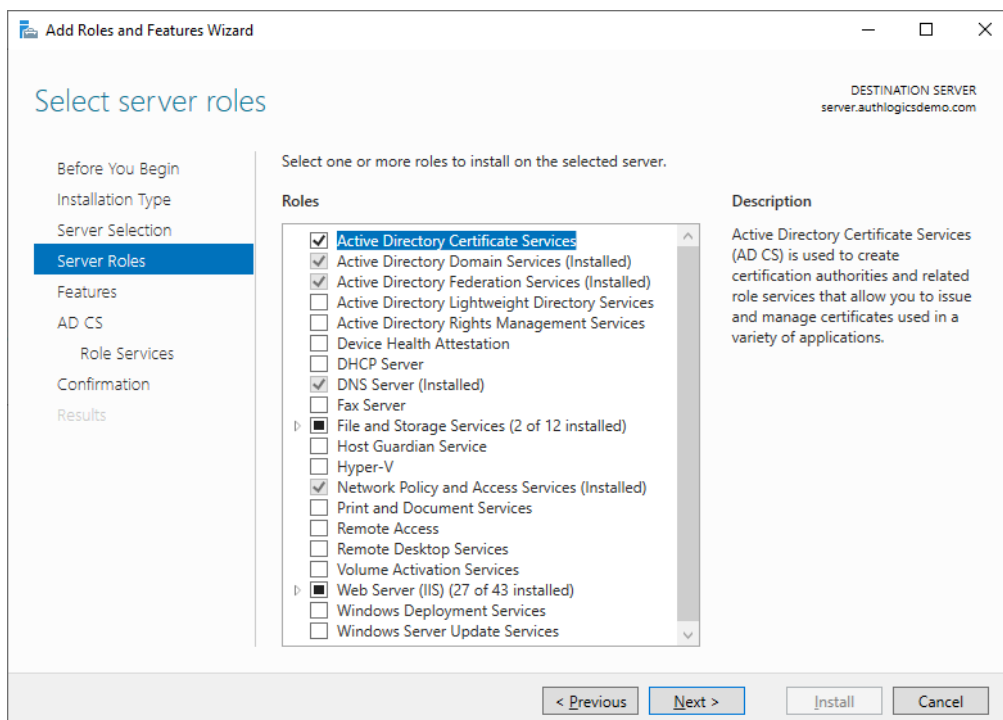 Add Roles and Features Wizard
Select server roles
DESTINATION SERVER
server.authlogicsdemo.com
Before You Begin
Installation Type
Server Selection
Server Roles
Features
AD CS
Role Services
Confirmation
Results
Select one or more roles to install on the selected server.
Roles
Active Directory Certificate Services
Active Directory Domain Services (Installed)
Active Directory Federation Services (Installed)
Active Directory Lightweight Directory Services
Active Directory Rights Management Services
Device Health Attestation
DHCP Server
DNS Server (Installed)
Fax Server
File and Storage Services (2 of 12 installed)
Host Guardian Service
Hyper-V
Network Policy and Access Services (Installed)
Print and Document Services
Remote Access
Remote Desktop Services
Volume Activation Services
Web Server (IIS) (27 of 43 installed)
Windows Deployment Services
Windows Server Update Services
Description
Active Directory Certificate Services
(AD CS) is used to create
certification authorities and related
role services that allow you to issue
and manage certificates used in a
variety of applications.
< Previous
Next >
Install
Cancel